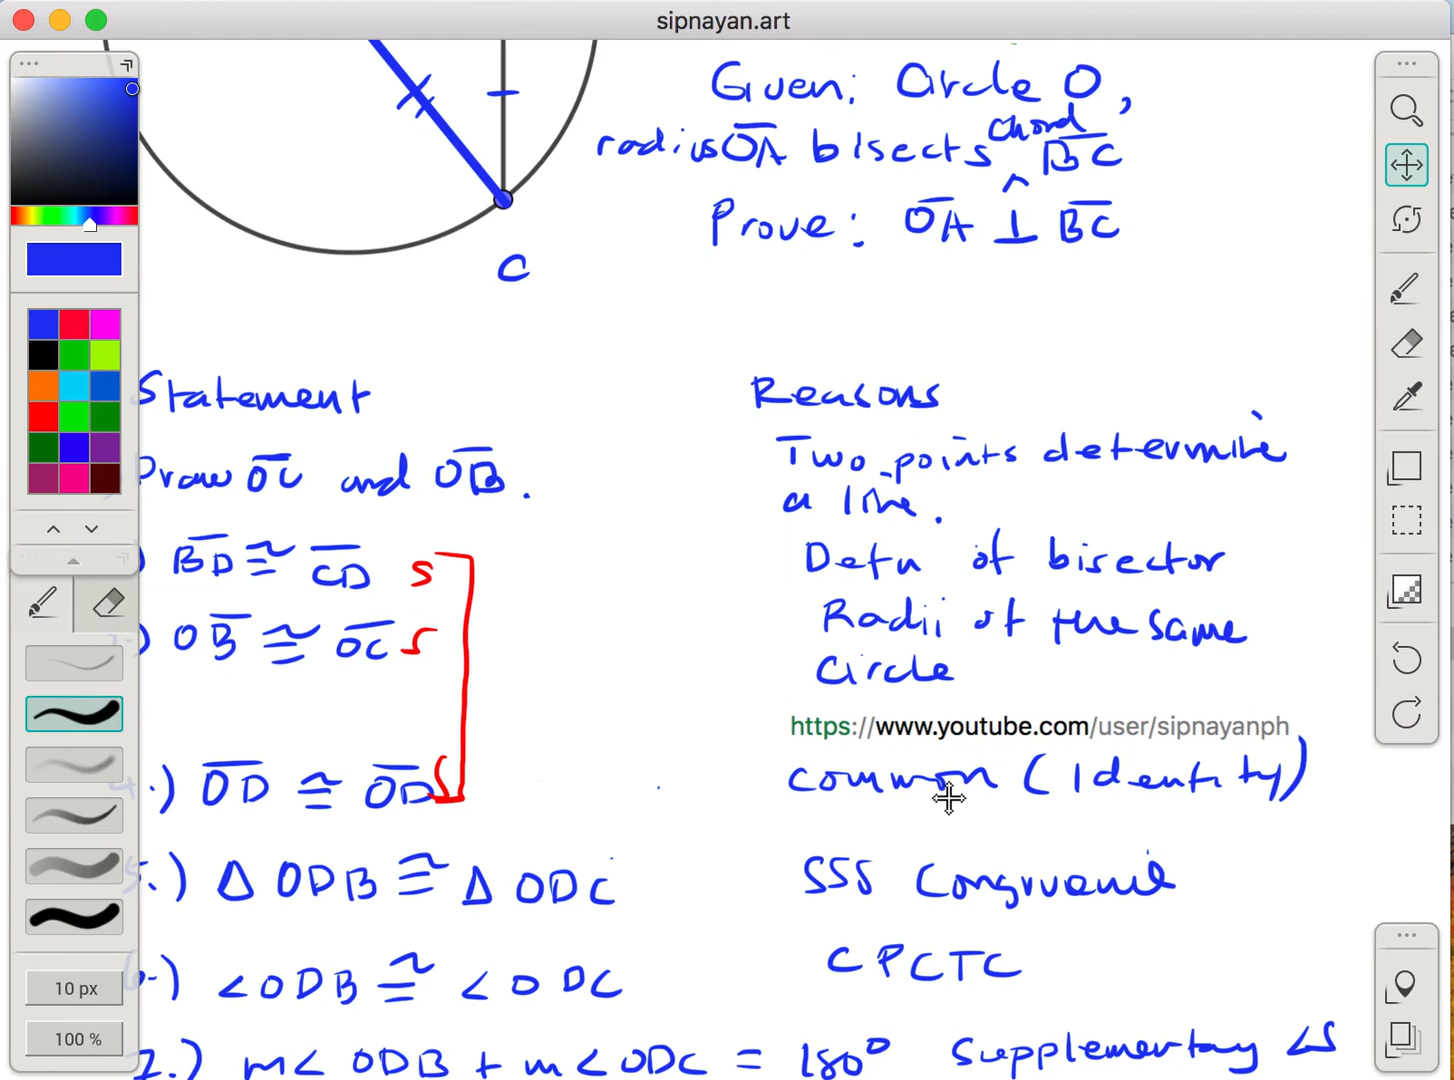 sipnayan.art
Given: Circle O,
chord
radius OA bisects ^ BC
Prove: OA ⊥ BC
C
Statement Reasons
Draw OC and OB. Two points determine
a line.
) BD ≅ CD S Defn of bisector
3.) OB ≅ OC S Radii of the same
Circle
https://www.youtube.com/user/sipnayanph
4.) OD ≅ OD S common (Identity)
5.) Δ ODB ≅ Δ ODC SSS Congruence
6.) <ODB ≅ <ODC CPCTC
7.) m< ODB + m< ODC = 180° Supplementary <s
10 px
100 %